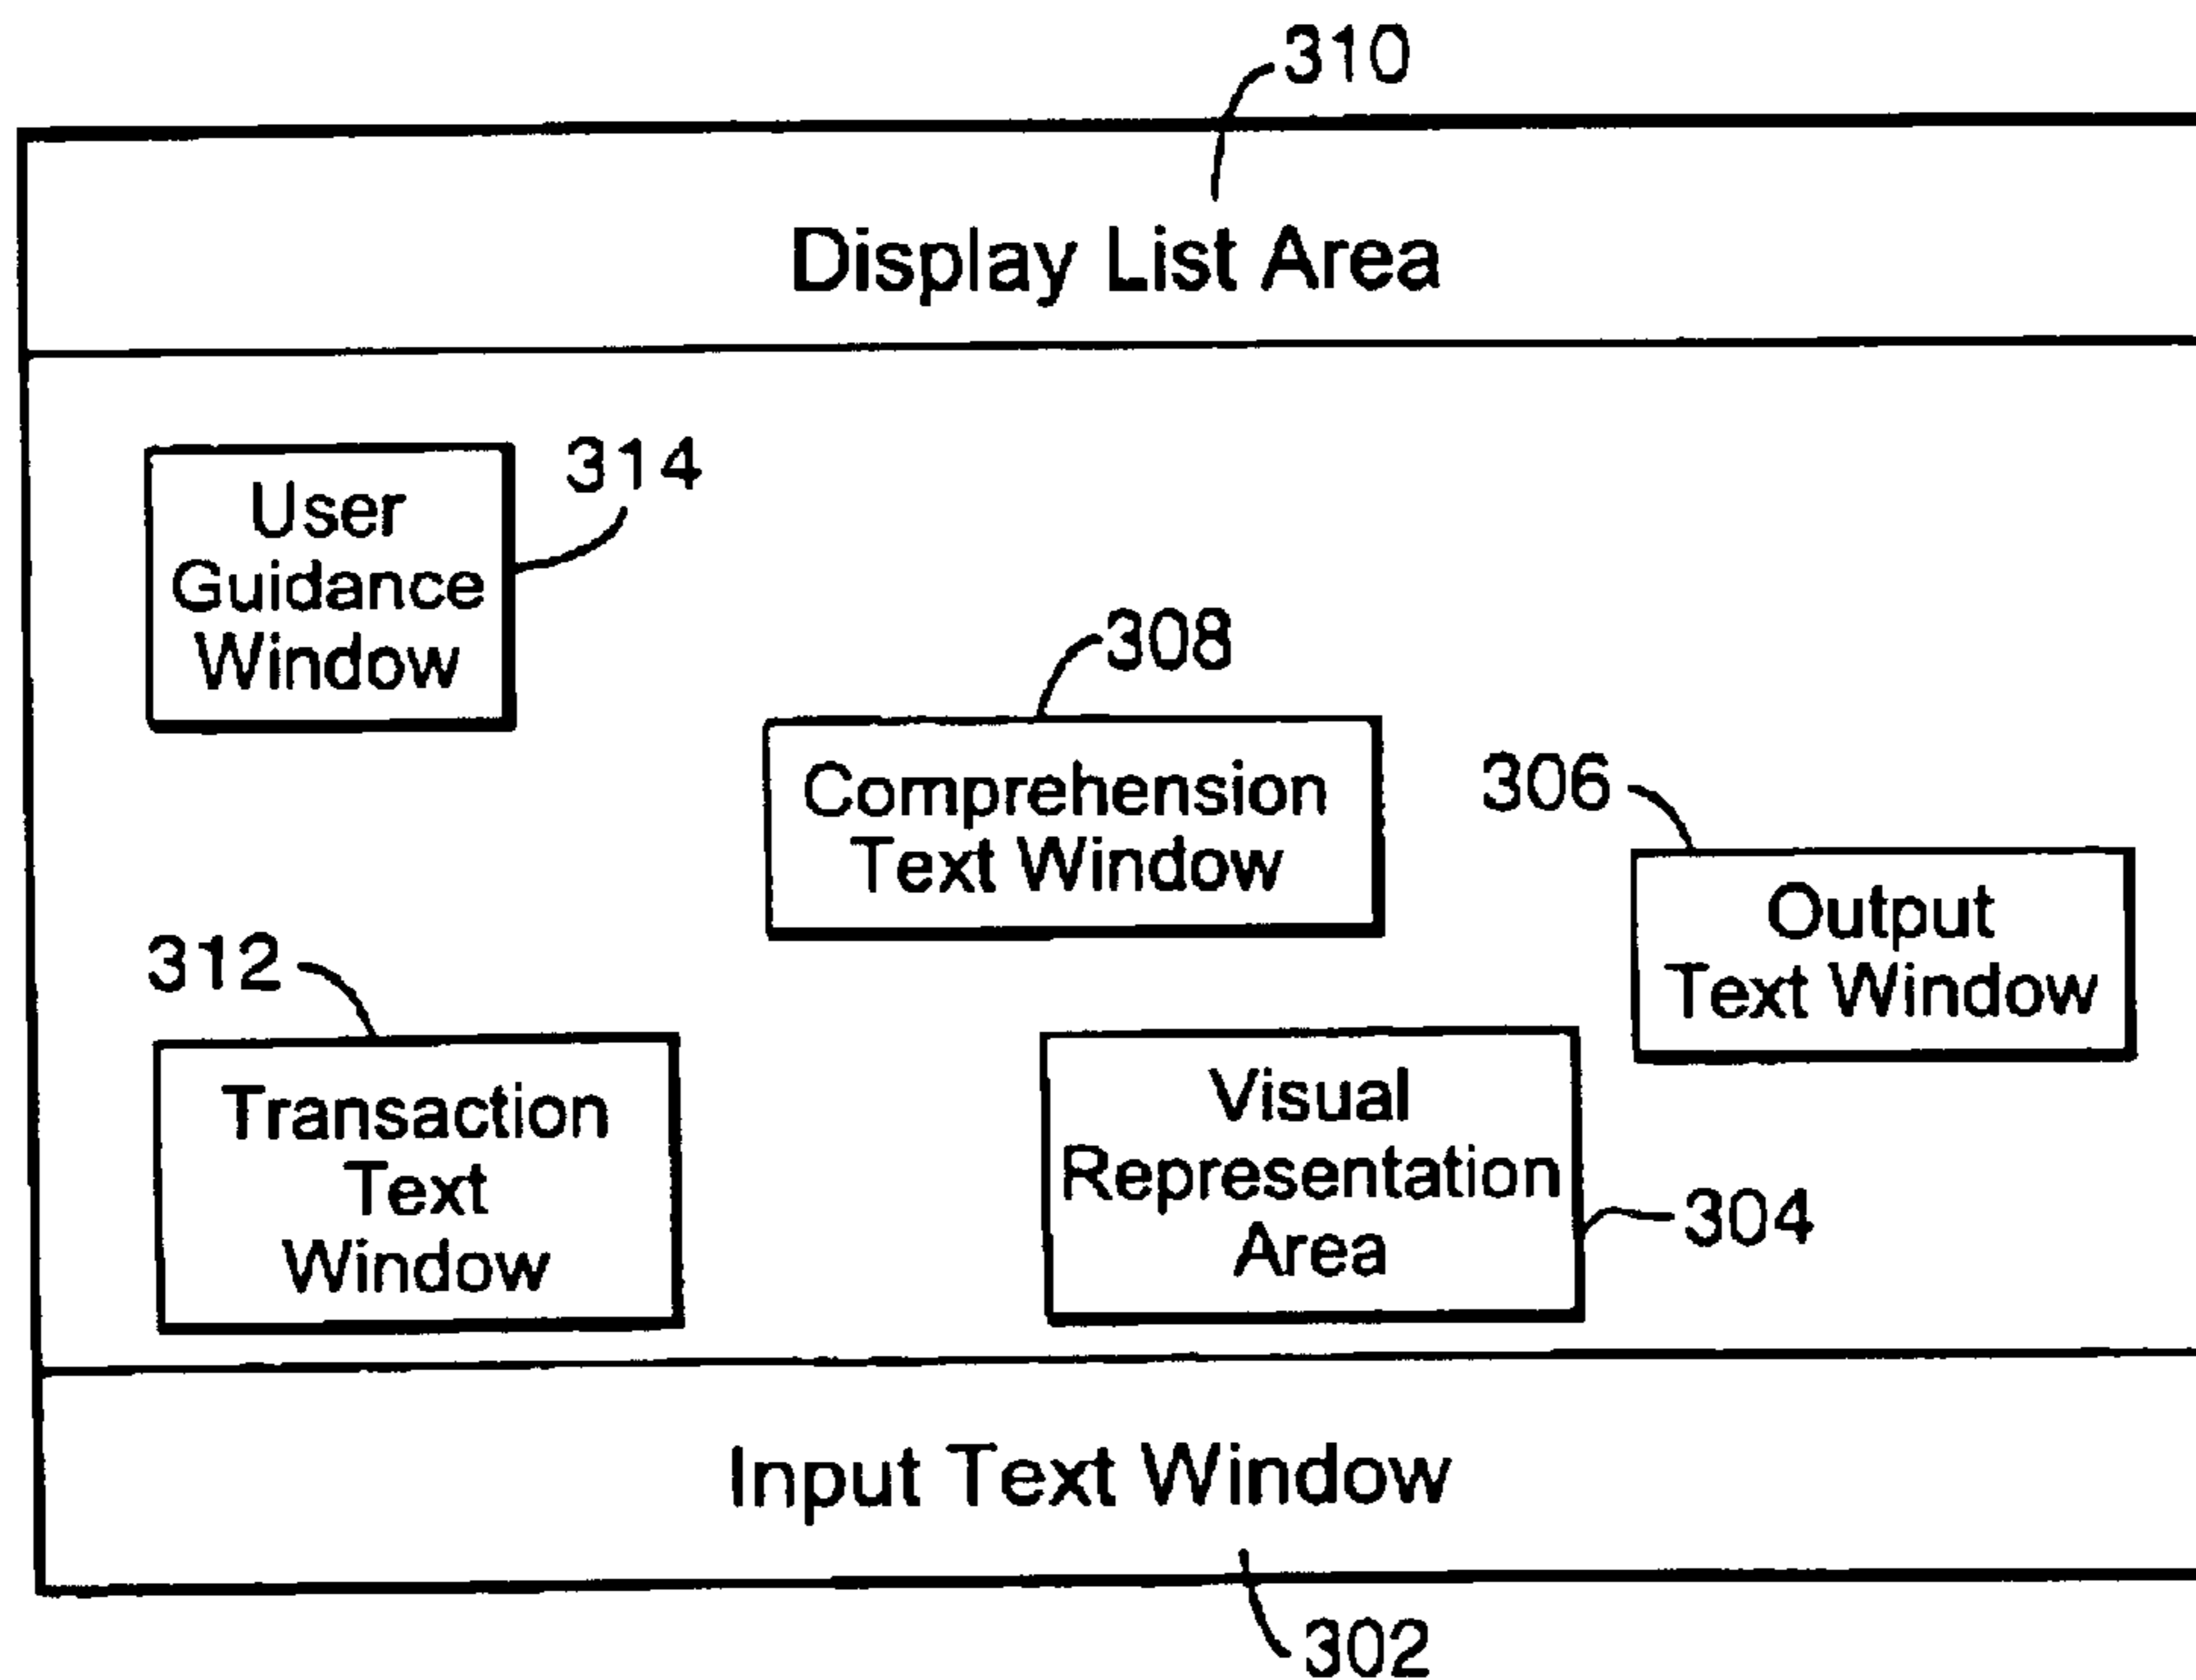 310
Display List Area
314
User
Guidance
Window
308
Comprehension
Text Window
306
Output
Text Window
312
Transaction
Text
Window
Visual
Representation
Area
304
Input Text Window
302